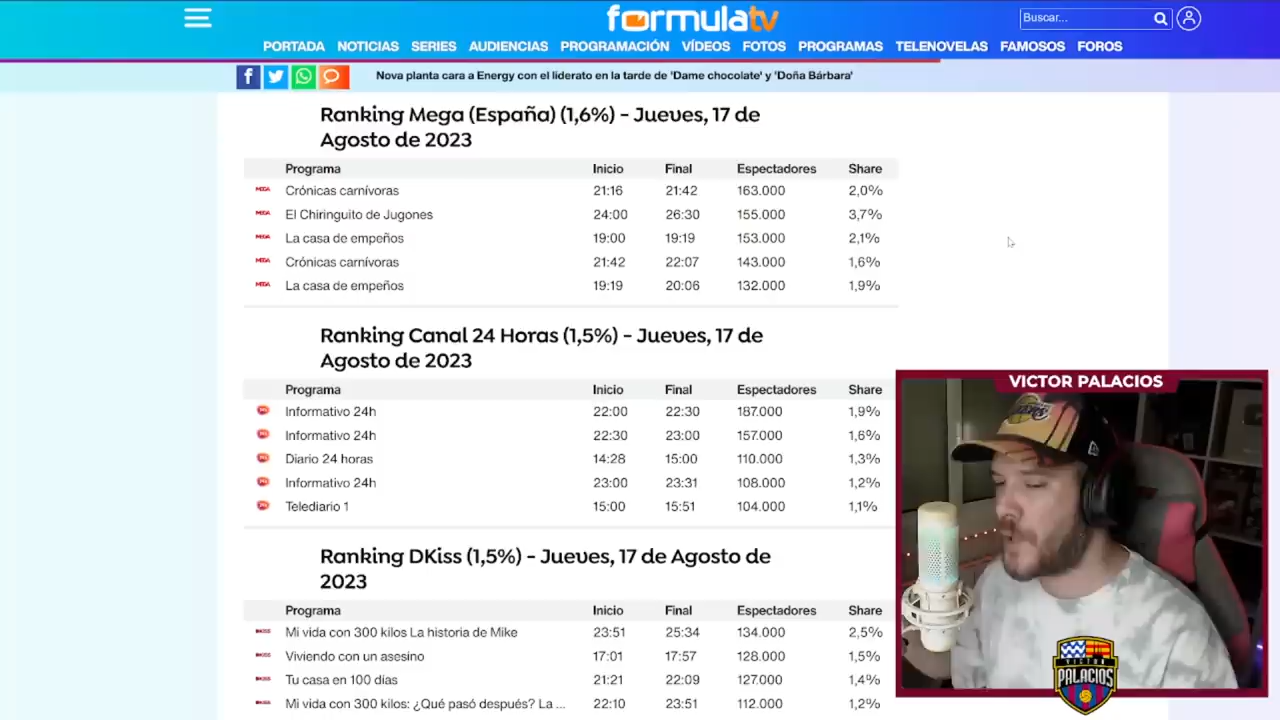 formulatv
Buscar...
PORTADA NOTICIAS SERIES AUDIENCIAS PROGRAMACIÓN VÍDEOS FOTOS PROGRAMAS TELENOVELAS FAMOSOS FOROS
Nova planta cara a Energy con el liderato en la tarde de 'Dame chocolate' y 'Doña Bárbara'
Ranking Mega (España) (1,6%) - Jueves, 17 de
Agosto de 2023
Programa Inicio Final Espectadores Share
MEGA Crónicas carnívoras 21:16 21:42 163.000 2,0%
MEGA El Chiringuito de Jugones 24:00 26:30 155.000 3,7%
MEGA La casa de empeños 19:00 19:19 153.000 2,1%
MEGA Crónicas carnívoras 21:42 22:07 143.000 1,6%
MEGA La casa de empeños 19:19 20:06 132.000 1,9%
Ranking Canal 24 Horas (1,5%) - Jueves, 17 de
Agosto de 2023
Programa Inicio Final Espectadores Share
Informativo 24h 22:00 22:30 187.000 1,9%
Informativo 24h 22:30 23:00 157.000 1,6%
Diario 24 horas 14:28 15:00 110.000 1,3%
Informativo 24h 23:00 23:31 108.000 1,2%
Telediario 1 15:00 15:51 104.000 1,1%
Ranking DKiss (1,5%) - Jueves, 17 de Agosto de
2023
Programa Inicio Final Espectadores Share
Mi vida con 300 kilos La historia de Mike 23:51 25:34 134.000 2,5%
Viviendo con un asesino 17:01 17:57 128.000 1,5%
Tu casa en 100 días 21:21 22:09 127.000 1,4%
Mi vida con 300 kilos: ¿Qué pasó después? La ... 22:10 23:51 112.000 1,2%
VICTOR PALACIOS
LAKERS
VICTOR
PALACIOS